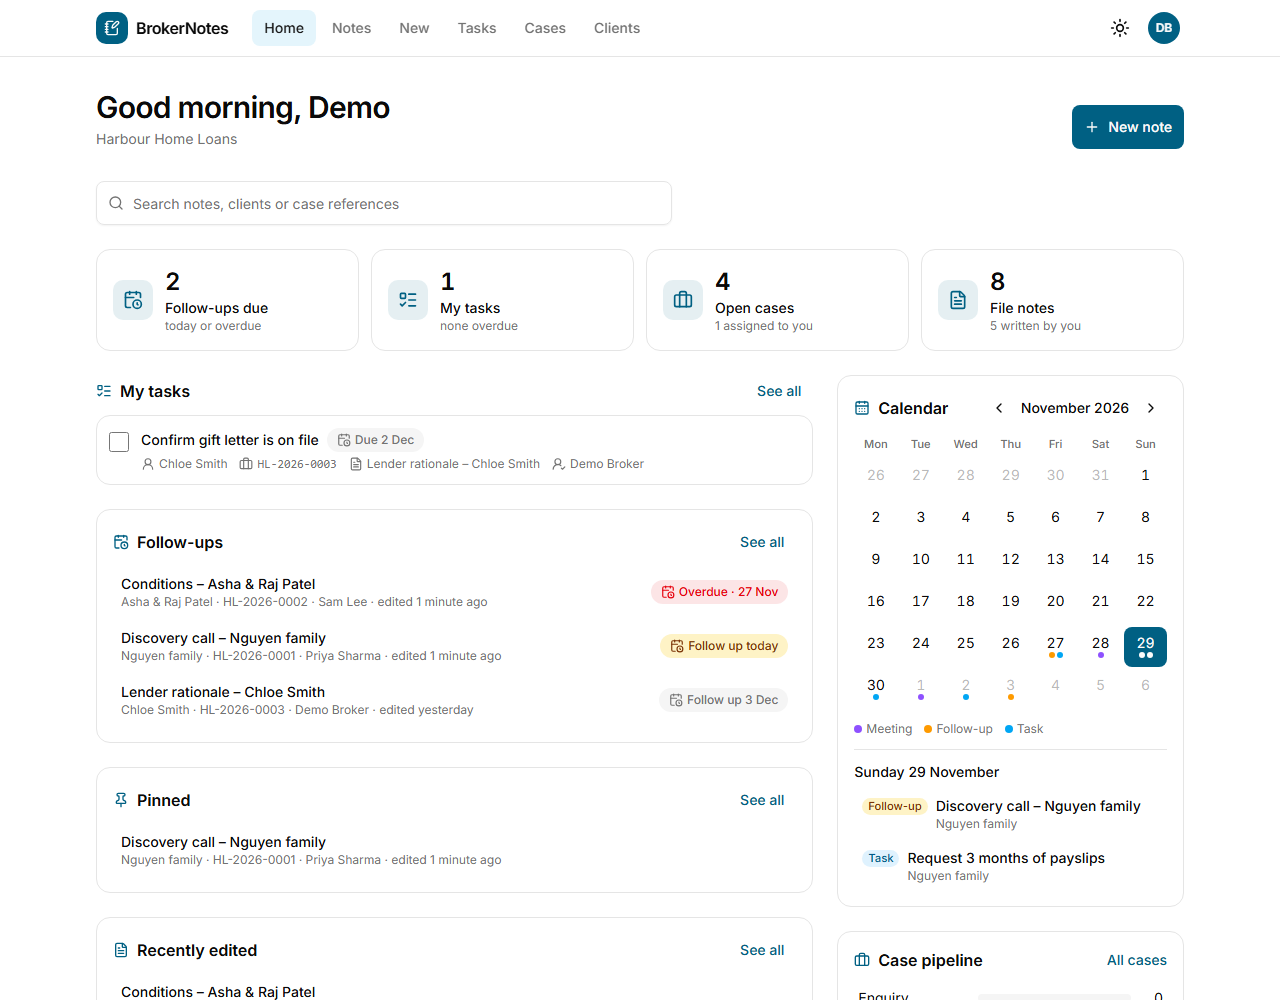 BrokerNotes
Home
Notes
New
Tasks
Cases
Clients
DB
Good morning, Demo
Harbour Home Loans
New note
Search notes, clients or case references
2
Follow-ups due
today or overdue
1
My tasks
none overdue
4
Open cases
1 assigned to you
8
File notes
5 written by you
My tasks
See all
Confirm gift letter is on file
Due 2 Dec
Chloe Smith
HL-2026-0003
Lender rationale – Chloe Smith
Demo Broker
Follow-ups
See all
Conditions – Asha & Raj Patel
Asha & Raj Patel · HL-2026-0002 · Sam Lee · edited 1 minute ago
Overdue · 27 Nov
Discovery call – Nguyen family
Nguyen family · HL-2026-0001 · Priya Sharma · edited 1 minute ago
Follow up today
Lender rationale – Chloe Smith
Chloe Smith · HL-2026-0003 · Demo Broker · edited yesterday
Follow up 3 Dec
Pinned
See all
Discovery call – Nguyen family
Nguyen family · HL-2026-0001 · Priya Sharma · edited 1 minute ago
Recently edited
See all
Conditions – Asha & Raj Patel
Calendar
November 2026
Mon Tue Wed Thu Fri Sat Sun
26 27 28 29 30 31 1
2 3 4 5 6 7 8
9 10 11 12 13 14 15
16 17 18 19 20 21 22
23 24 25 26 27 28 29
30 1 2 3 4 5 6
Meeting
Follow-up
Task
Sunday 29 November
Follow-up
Discovery call – Nguyen family
Nguyen family
Task
Request 3 months of payslips
Nguyen family
Case pipeline
All cases
Enquiry
0